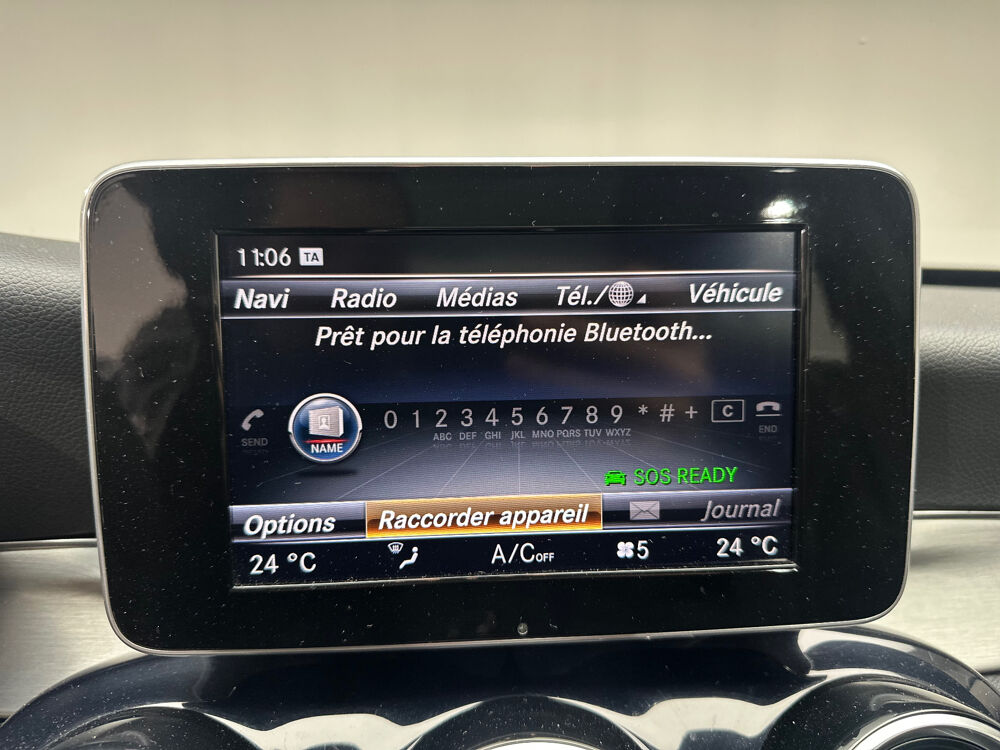 11:06 TA
Navi Radio Médias Tél./ Véhicule
Prêt pour la téléphonie Bluetooth...
SEND NAME 0 1 2 3 4 5 6 7 8 9 * # + C END
ABC DEF GHI JKL MNO PQRS TUV WXYZ
SOS READY
Options Raccorder appareil Journal
24 °C A/C OFF 5 24 °C